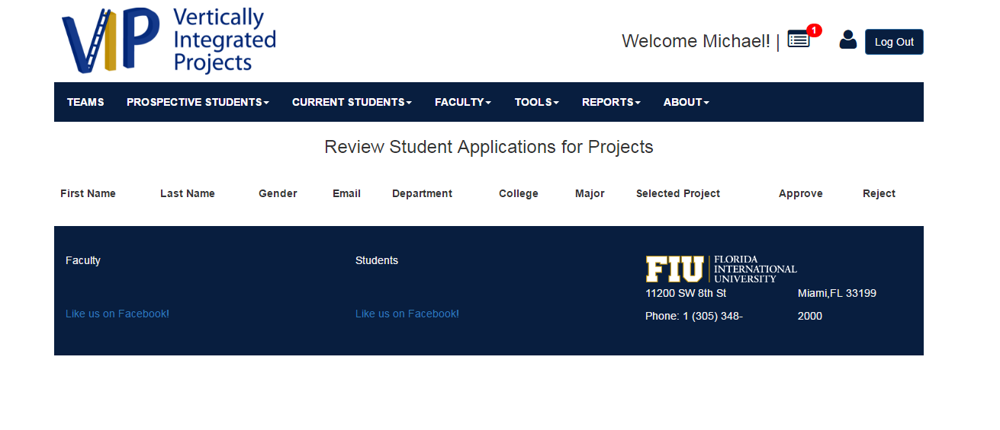 VIP Vertically
Integrated
Projects
Welcome Michael! | 1 Log Out
TEAMS PROSPECTIVE STUDENTS CURRENT STUDENTS FACULTY TOOLS REPORTS ABOUT
Review Student Applications for Projects
First Name Last Name Gender Email Department College Major Selected Project Approve Reject
Faculty Students
FIU FLORIDA
INTERNATIONAL
UNIVERSITY
11200 SW 8th St Miami,FL 33199
Like us on Facebook! Like us on Facebook!
Phone: 1 (305) 348- 2000